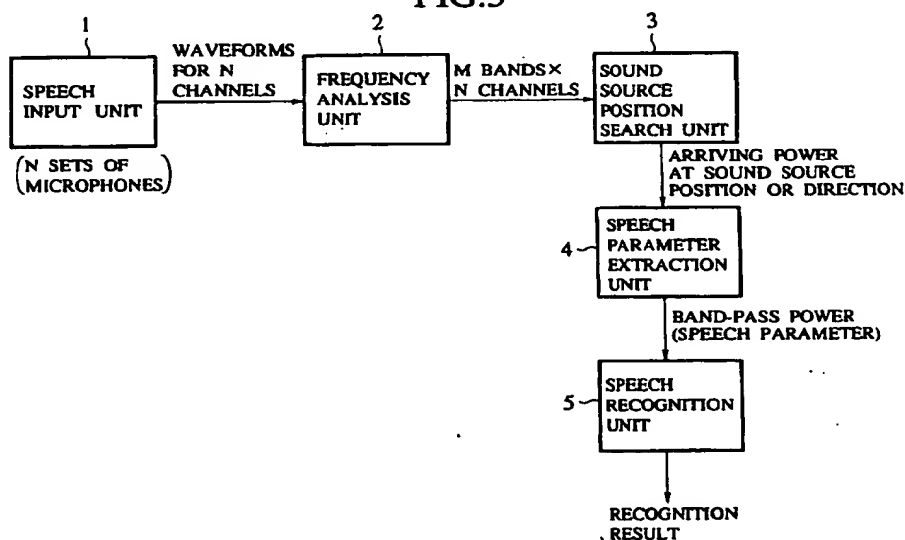 FIG.3
1
SPEECH
INPUT UNIT
(N SETS OF
MICROPHONES)
WAVEFORMS
FOR N
CHANNELS
2
FREQUENCY
ANALYSIS
UNIT
M BANDS×
N CHANNELS
3
SOUND
SOURCE
POSITION
SEARCH UNIT
ARRIVING POWER
AT SOUND SOURCE
POSITION OR DIRECTION
4
SPEECH
PARAMETER
EXTRACTION
UNIT
BAND-PASS POWER
(SPEECH PARAMETER)
5
SPEECH
RECOGNITION
UNIT
RECOGNITION
RESULT